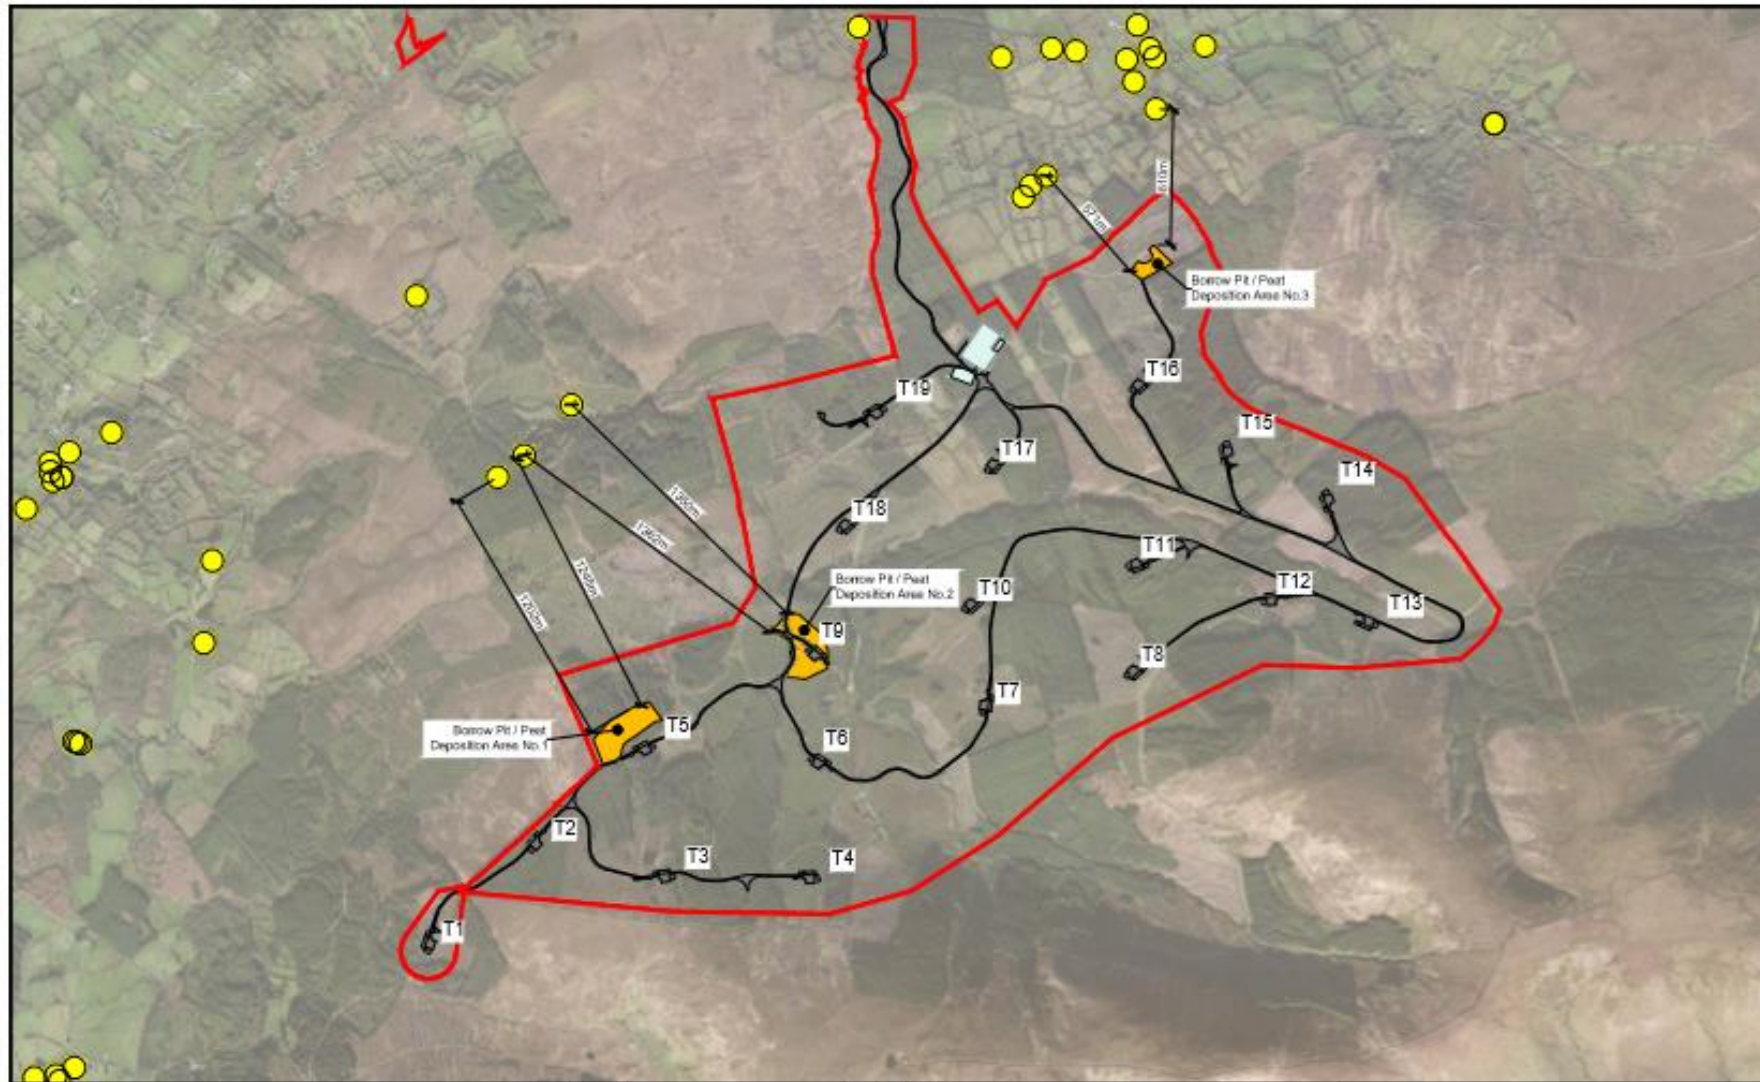 610m
577m
Borrow Pit / Peat
Deposition Area No.3
T16
T19
T15
T17
T14
T18
T11
Borrow Pit / Peat
Deposition Area No.2
T12
T10
T13
T9
T8
T7
Borrow Pit / Peat
Deposition Area No.1
T5
T6
T2
T3
T4
T1